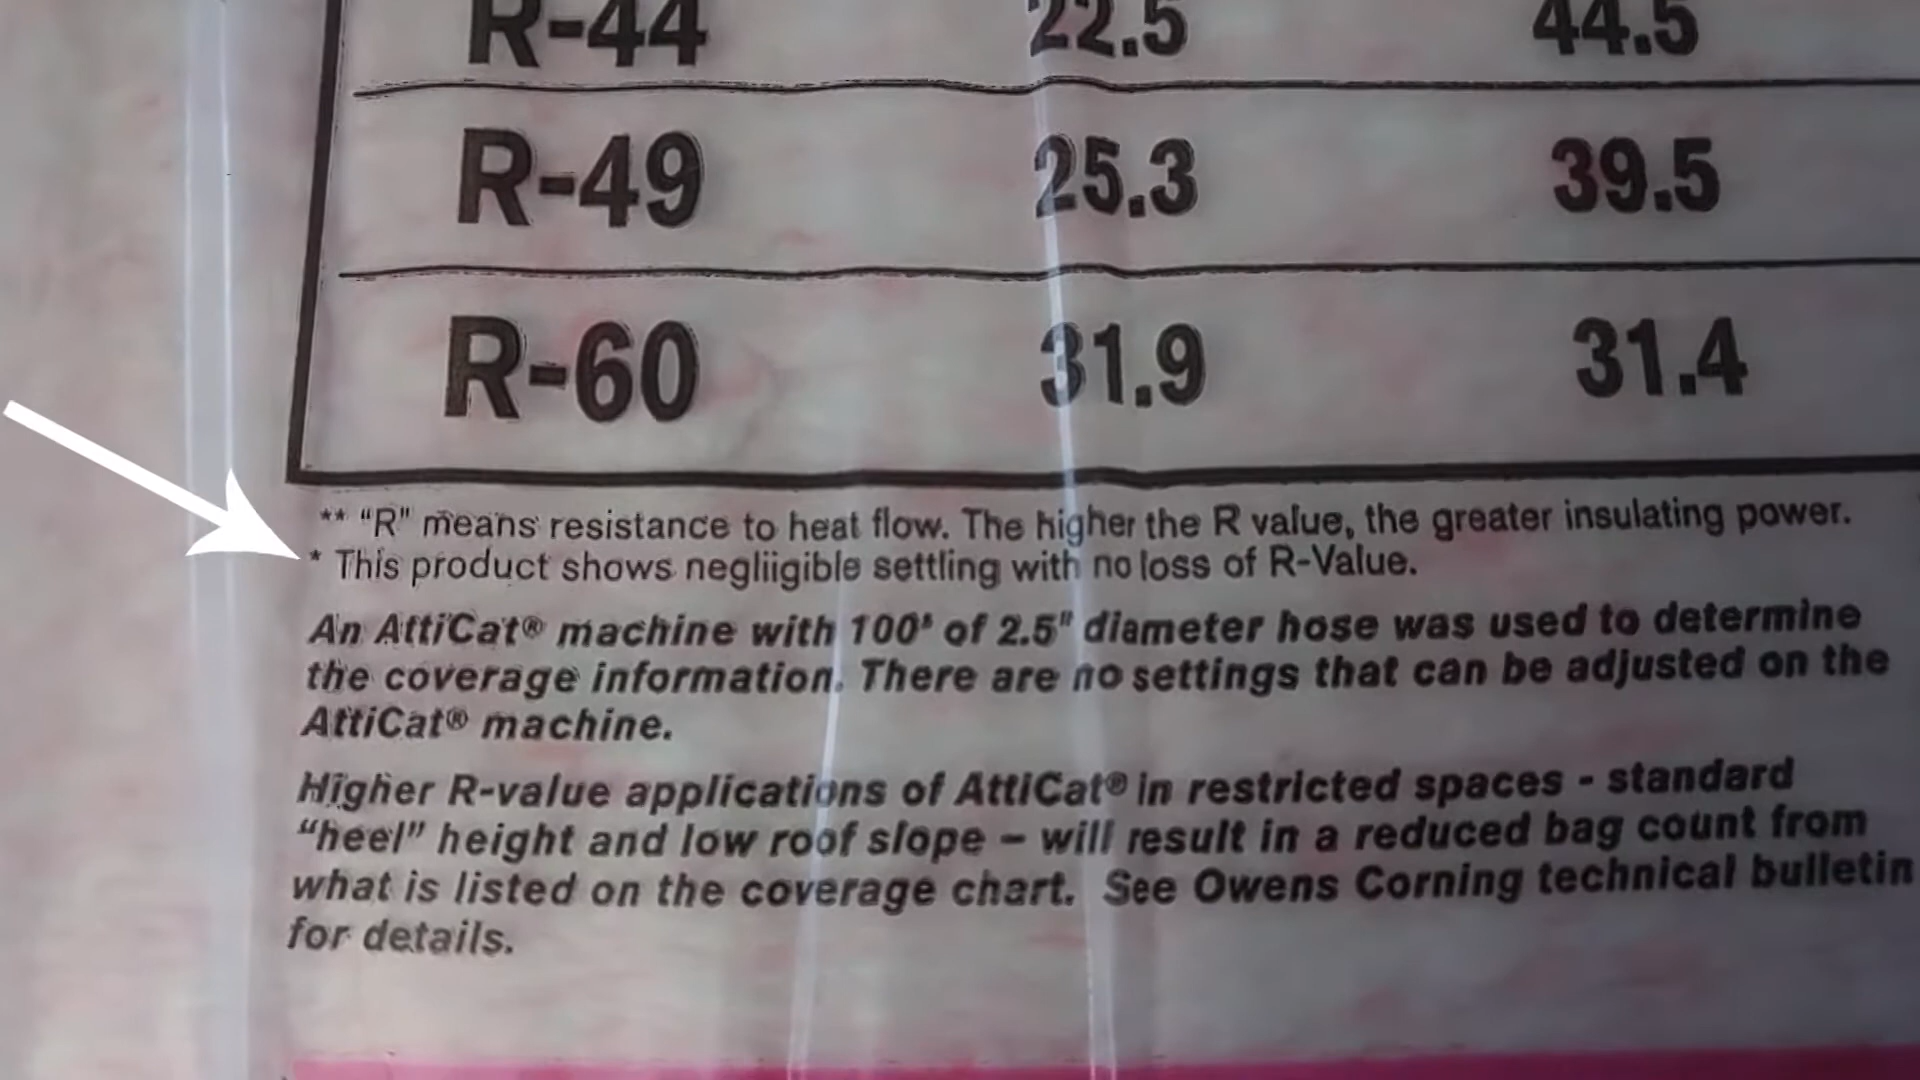 R-44 22.5 44.5
R-49 25.3 39.5
R-60 31.9 31.4
** “R” means resistance to heat flow. The higher the R value, the greater insulating power.
* This product shows negliigible settling with no loss of R-Value.
An AttiCat® machine with 100' of 2.5" diameter hose was used to determine
the coverage information. There are no settings that can be adjusted on the
AttiCat® machine.
Higher R-value applications of AttiCat® in restricted spaces - standard
“heel” height and low roof slope – will result in a reduced bag count from
what is listed on the coverage chart. See Owens Corning technical bulletin
for details.